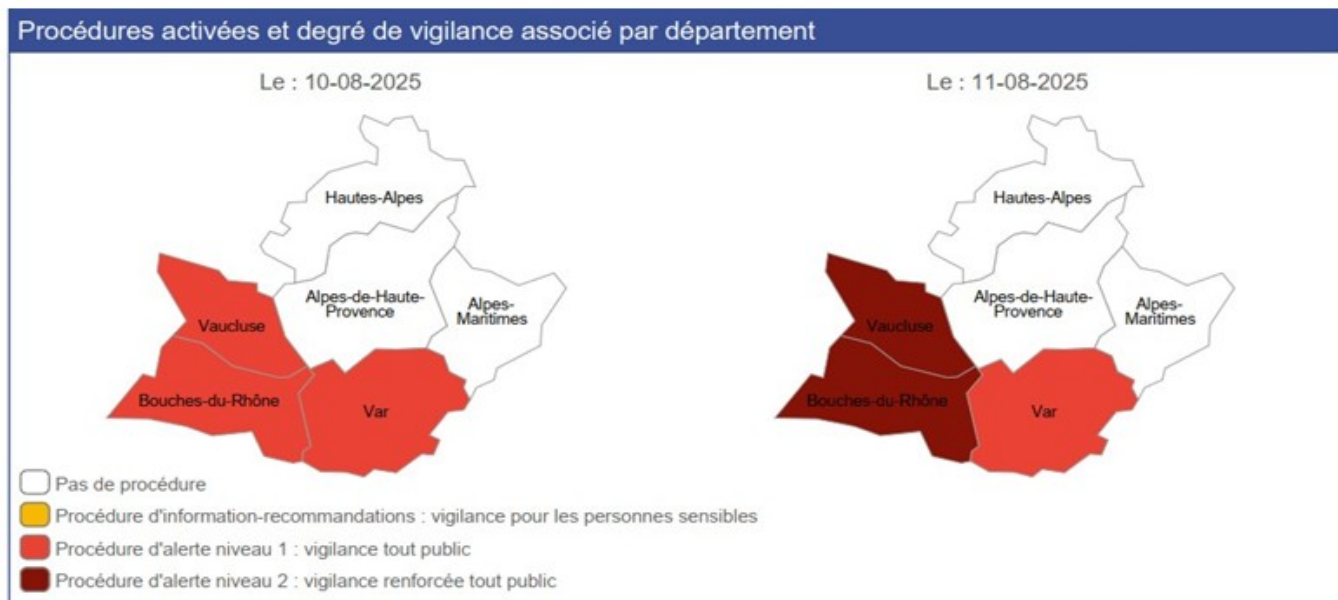 Procédures activées et degré de vigilance associé par département
Le : 10-08-2025
Le : 11-08-2025
Hautes-Alpes
Alpes-de-Haute-
Provence
Alpes-
Maritimes
Vaucluse
Bouches-du-Rhône
Var
Hautes-Alpes
Alpes-de-Haute-
Provence
Alpes-
Maritimes
Vaucluse
Bouches-du-Rhône
Var
Pas de procédure
Procédure d'information-recommandations : vigilance pour les personnes sensibles
Procédure d'alerte niveau 1 : vigilance tout public
Procédure d'alerte niveau 2 : vigilance renforcée tout public